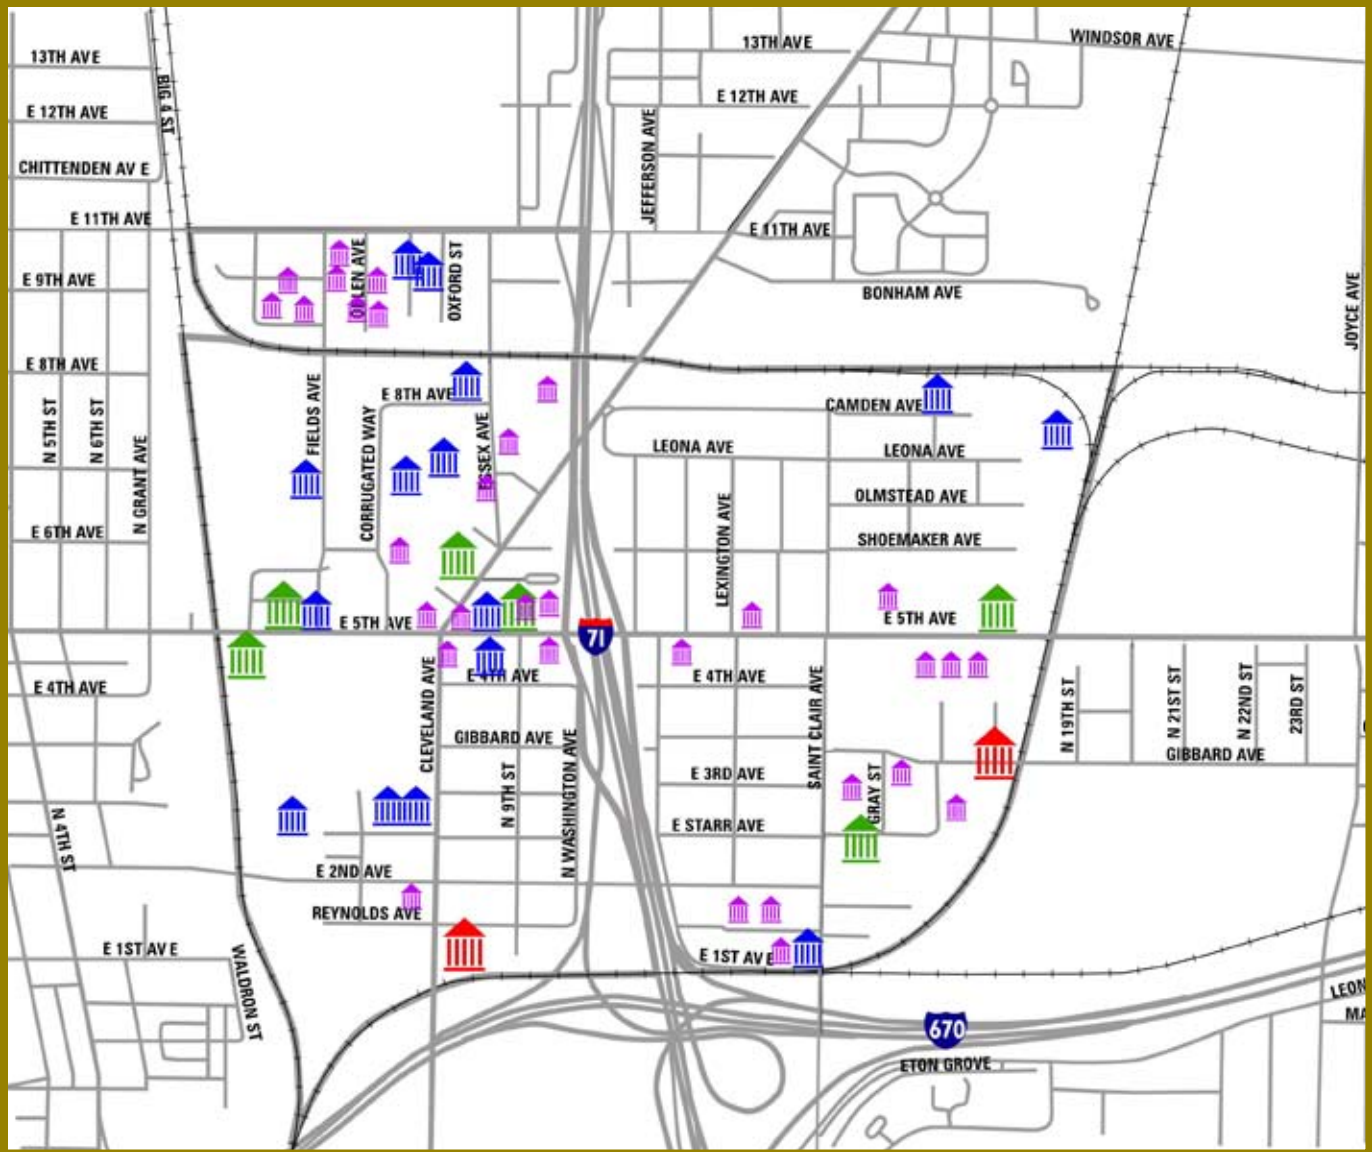 13TH AVE
WINDSOR AVE
13TH AVE
E 12TH AVE
BIG 4 ST
E 12TH AVE
JEFFERSON AVE
CHITTENDEN AV E
E 11TH AVE
E 11TH AVE
OXFORD ST
E 9TH AVE
BONHAM AVE
JOYCE AVE
E 8TH AVE
E 8TH AVE
CAMDEN AVE
FIELDS AVE
CORRUGATED WAY
ESSEX AVE
N 5TH ST
N 6TH ST
N GRANT AVE
LEONA AVE
LEONA AVE
OLMSTEAD AVE
LEXINGTON AVE
E 6TH AVE
SHOEMAKER AVE
E 5TH AVE
E 5TH AVE
71
CLEVELAND AVE
E 4TH AVE
E 4TH AVE
E 4TH AVE
SAINT CLAIR AVE
N 19TH ST
N 21ST ST
N 22ND ST
23RD ST
GIBBARD AVE
GIBBARD AVE
N 9TH ST
N WASHINGTON AVE
E 3RD AVE
GRAY ST
N 4TH ST
E STARR AVE
E 2ND AVE
REYNOLDS AVE
E 1ST AVE
WALDRON ST
E 1ST AVE
LEON
MA
670
ETON GROVE